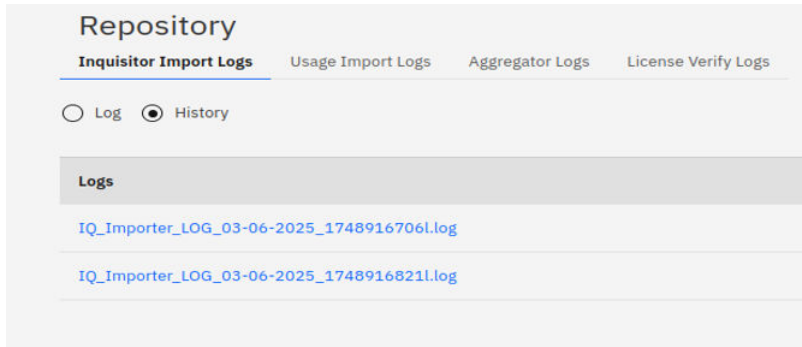 Repository
Inquisitor Import Logs Usage Import Logs Aggregator Logs License Verify Logs
Log History
Logs
IQ_Importer_LOG_03-06-2025_1748916706l.log
IQ_Importer_LOG_03-06-2025_1748916821l.log